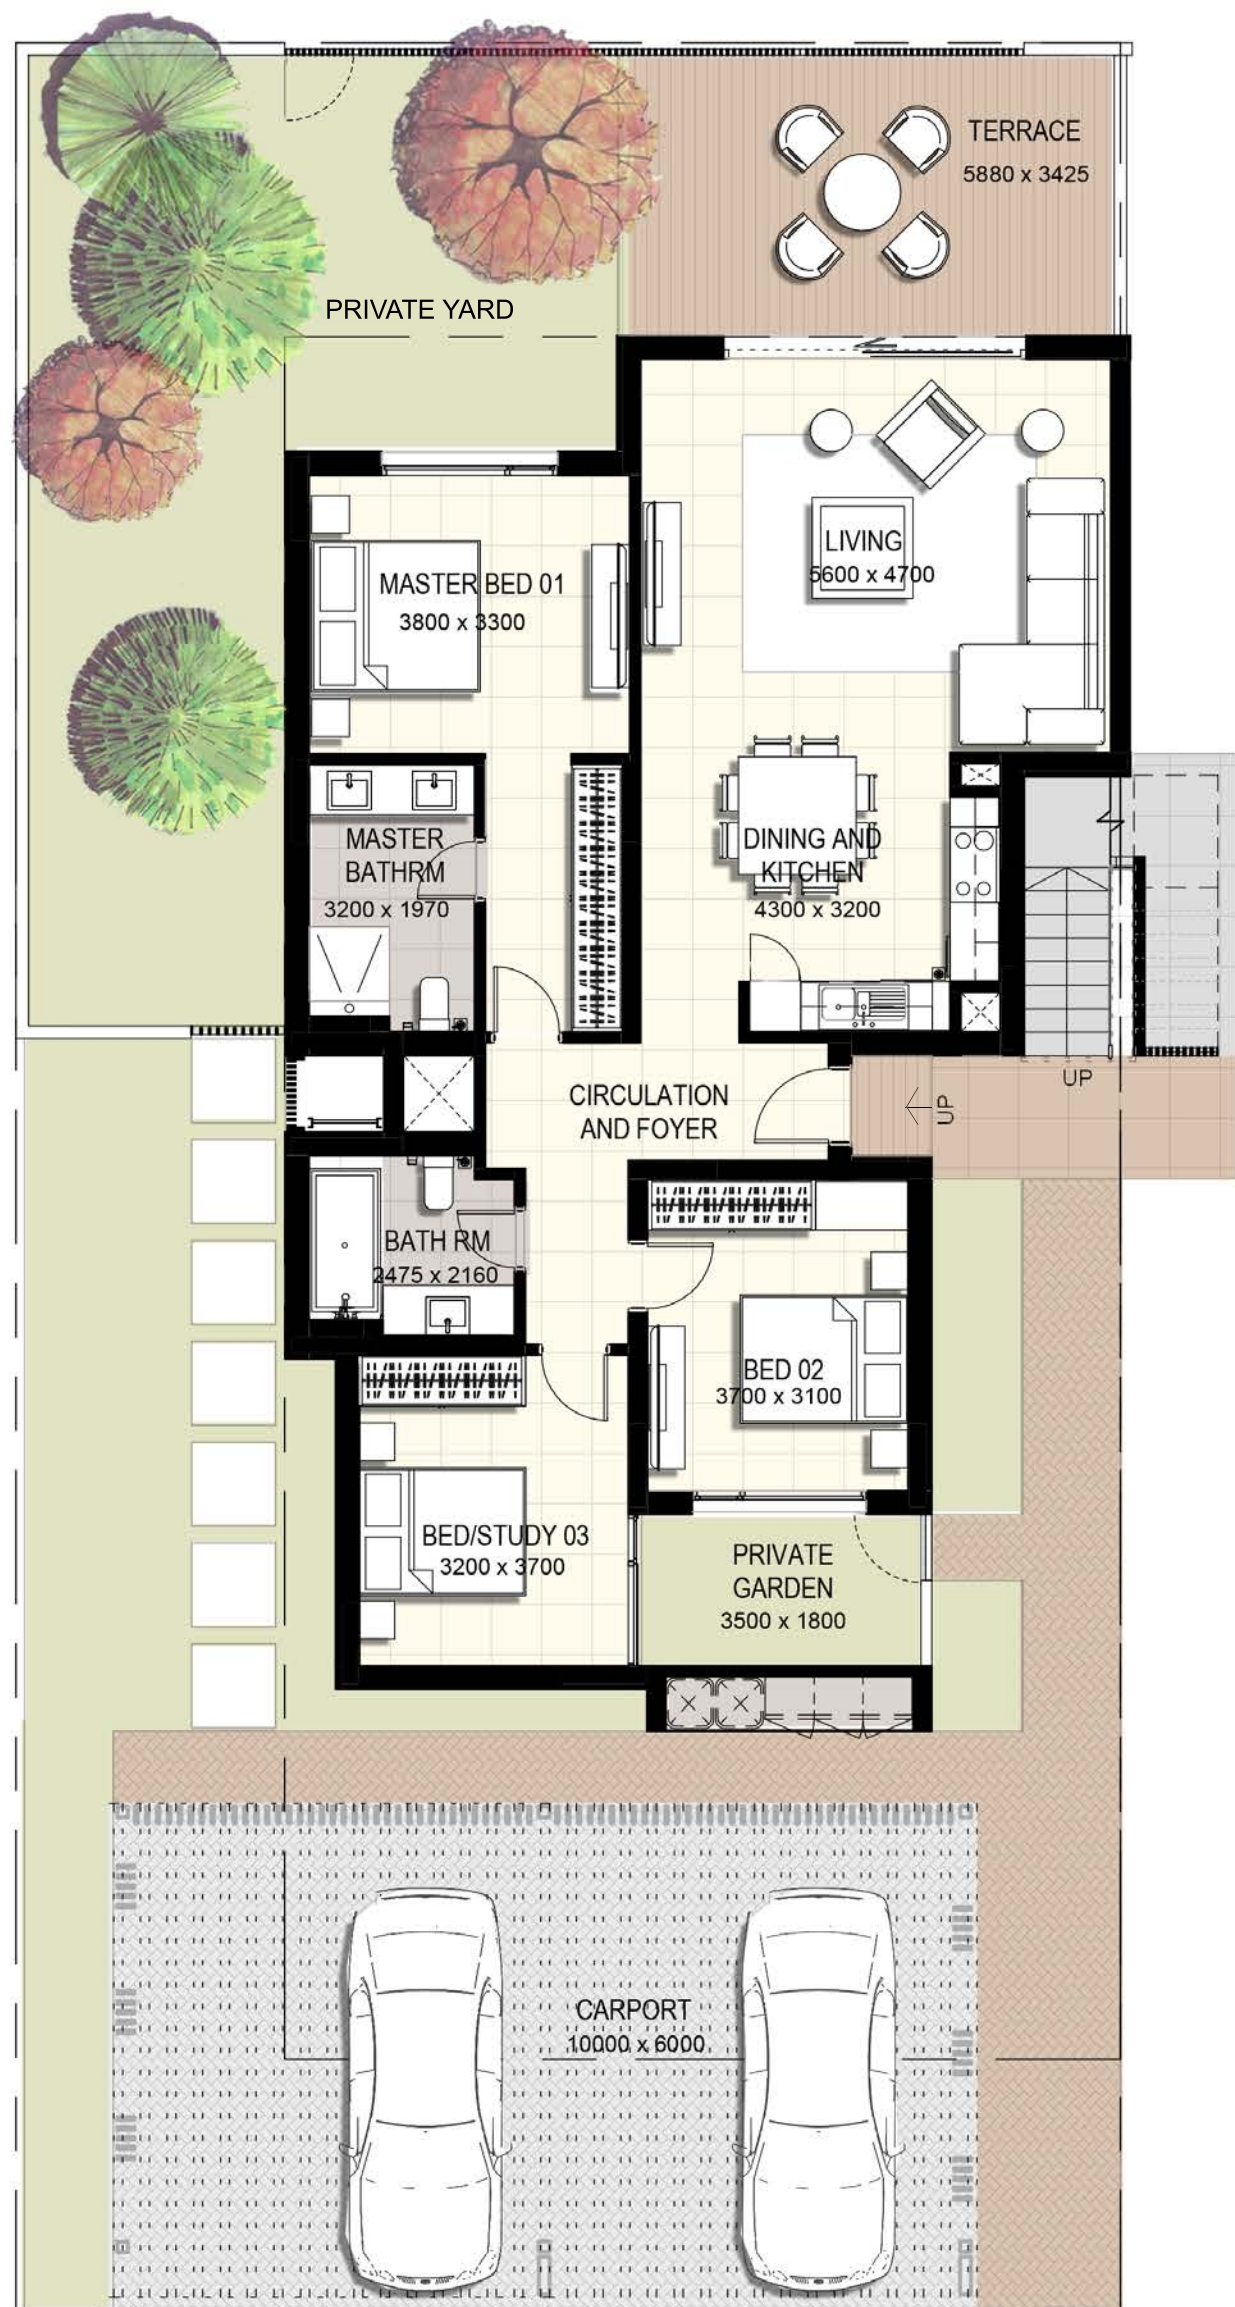 TERRACE
5880 x 3425
PRIVATE YARD
LIVING
5600 x 4700
MASTER BED 01
3800 x 3300
MASTER
BATHRM
3200 x 1970
DINING AND
KITCHEN
4300 x 3200
CIRCULATION
AND FOYER
UP
UP
BATH RM
2475 x 2160
BED 02
3700 x 3100
BED/STUDY 03
3200 x 3700
PRIVATE
GARDEN
3500 x 1800
CARPORT
10000 x 6000